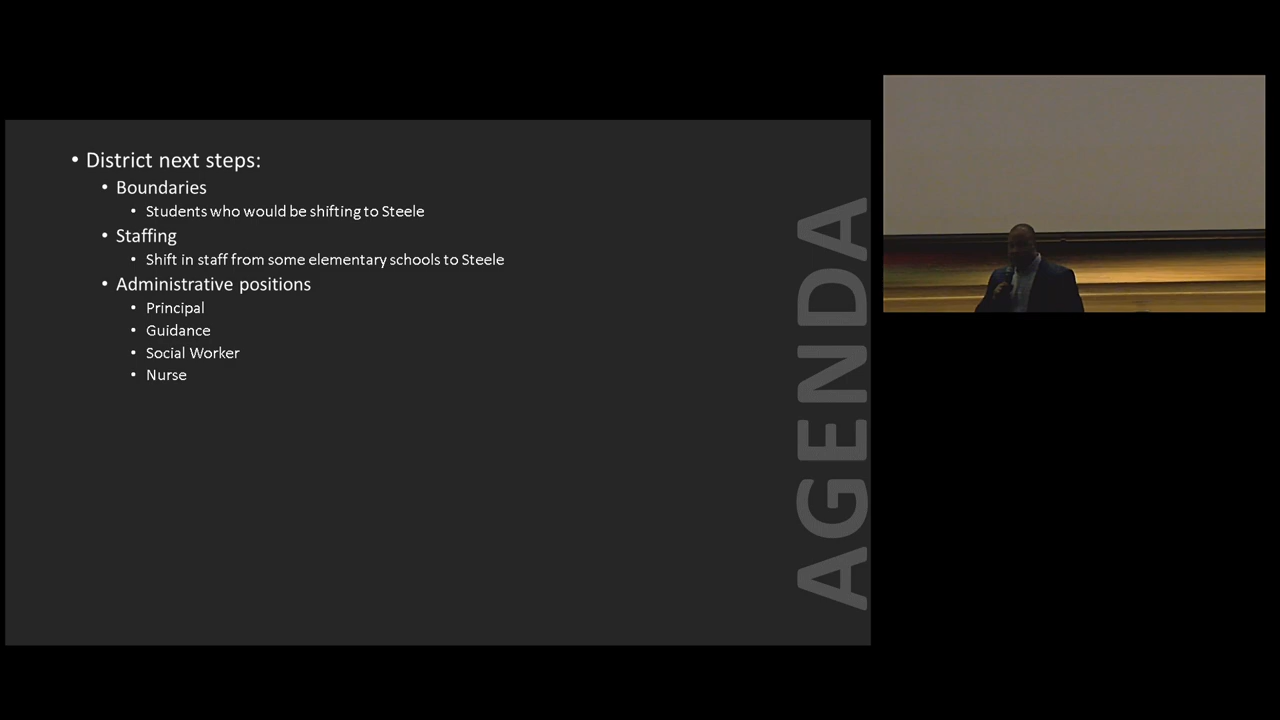 • District next steps:
• Boundaries
• Students who would be shifting to Steele
• Staffing
• Shift in staff from some elementary schools to Steele
• Administrative positions
• Principal
• Guidance
• Social Worker
• Nurse
AGENDA